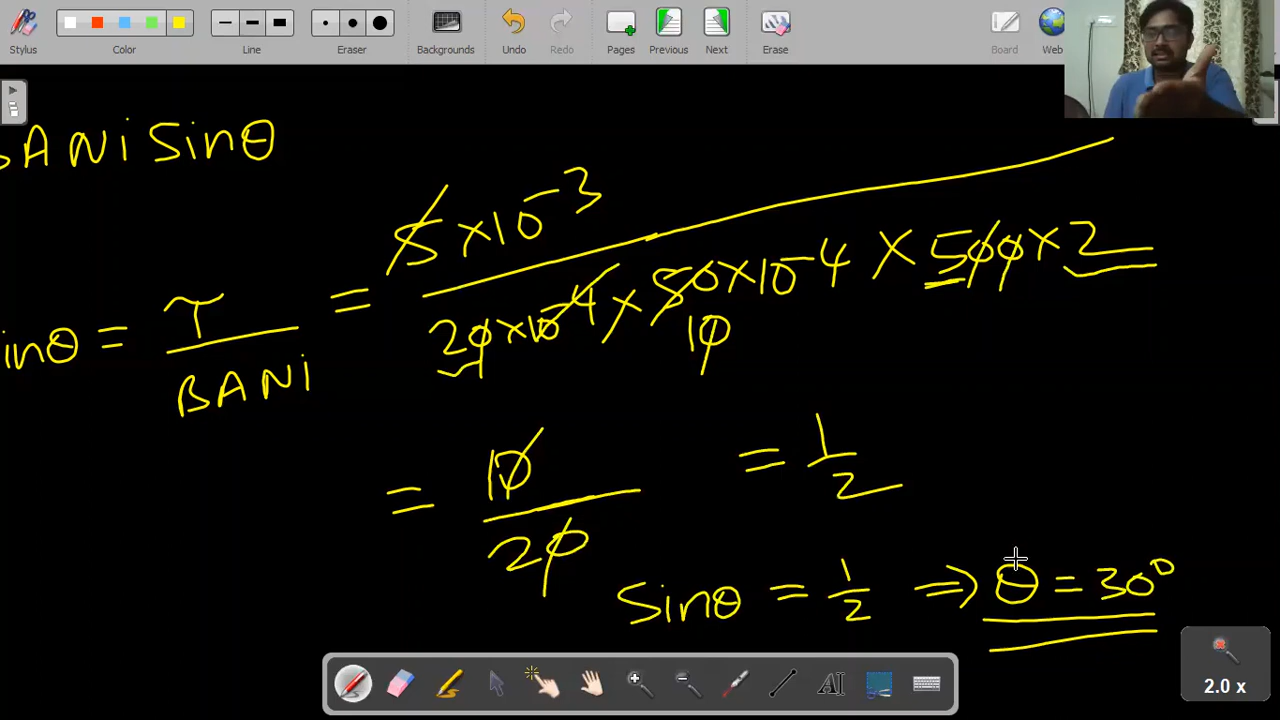 Stylus Color Line Eraser Backgrounds Undo Redo Pages Previous Next Erase Board Web
BANi Sinθ
inθ = τ / BANi = 5×10⁻³ / 20×10⁻⁴ × 50×10⁻⁴ × 500×2
10
= 10 / 20 = 1/2
Sinθ = 1/2 ⇒ θ = 30°
2.0 x